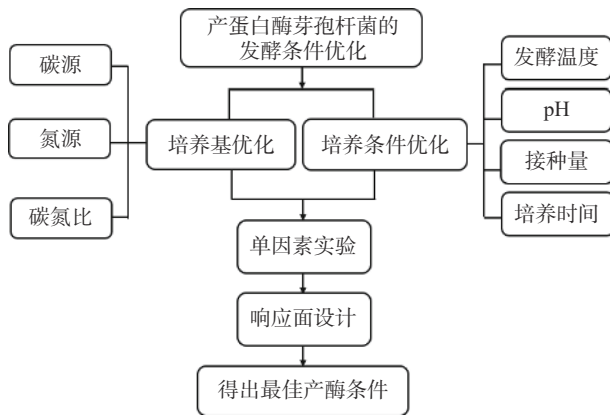 产蛋白酶芽孢杆菌的
发酵条件优化
碳源
氮源
碳氮比
培养基优化
培养条件优化
发酵温度
pH
接种量
培养时间
单因素实验
响应面设计
得出最佳产酶条件